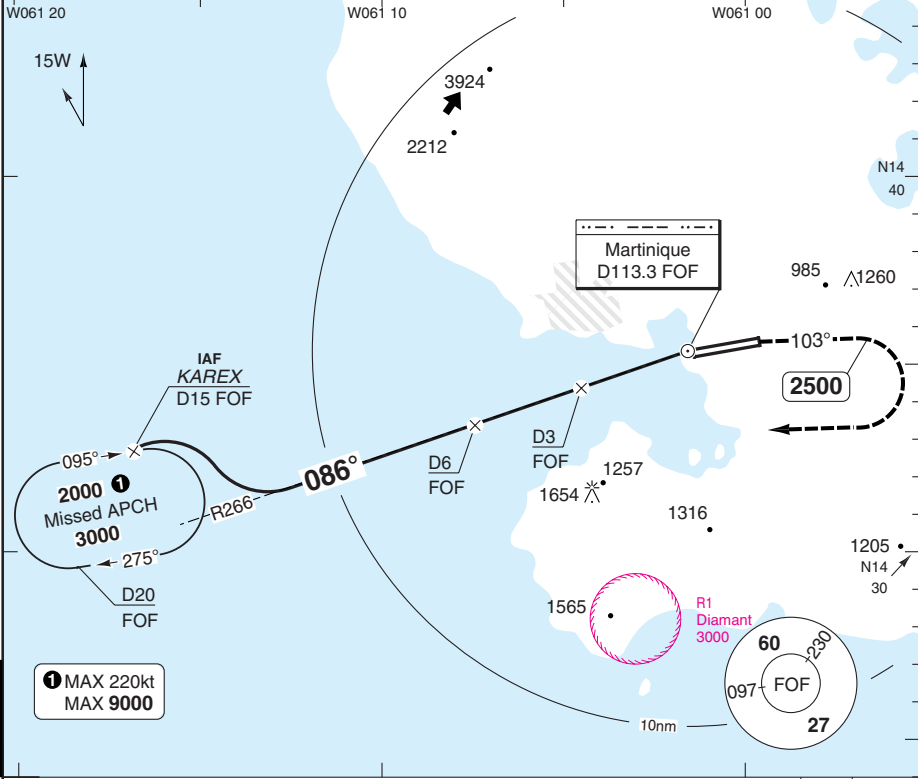 W061 20
W061 10
W061 00
15W
3924
2212
N14
40
Martinique
D113.3 FOF
985
1260
103°
2500
IAF
KAREX
D15 FOF
095°
2000 1
Missed APCH
3000
275°
R266
086°
D6
FOF
D3
FOF
1257
1654
1316
1205
N14
30
D20
FOF
1565
R1
Diamant
3000
60
230
097
FOF
27
10nm
1 MAX 220kt
MAX 9000